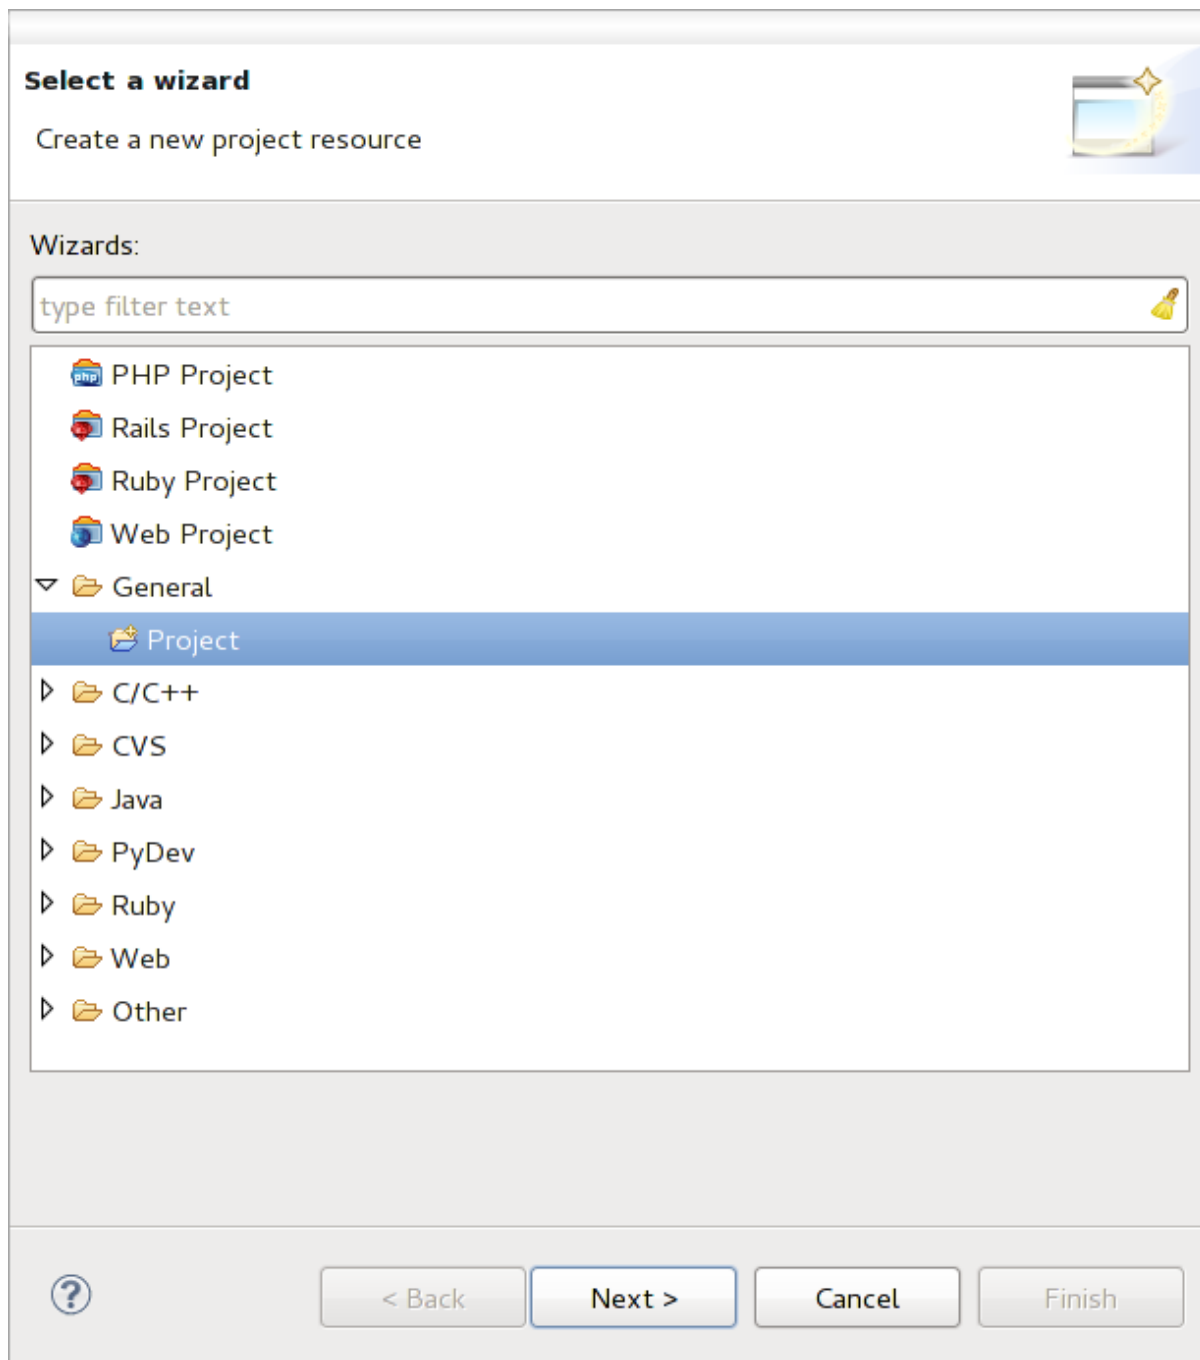 Select a wizard
Create a new project resource
Wizards:
type filter text
php PHP Project
Rails Project
Ruby Project
Web Project
General
Project
C/C++
CVS
Java
PyDev
Ruby
Web
Other
? < Back Next > Cancel Finish